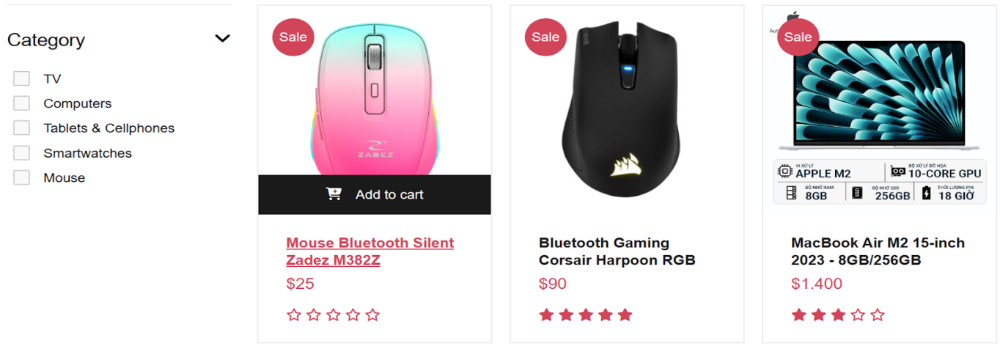 Category
TV
Computers
Tablets & Cellphones
Smartwatches
Mouse
Sale
ZADEZ
Add to cart
Mouse Bluetooth Silent
Zadez M382Z
$25
Sale
CORSAIR
Bluetooth Gaming
Corsair Harpoon RGB
$90
Sale
VI XỬ LÝ
APPLE M2
BỘ XỬ LÝ ĐỒ HỌA
10-CORE GPU
BỘ NHỚ RAM
8GB
SSD
BỘ NHỚ SSD
256GB
THỜI LƯỢNG PIN
18 GIỜ
MacBook Air M2 15-inch
2023 - 8GB/256GB
$1.400